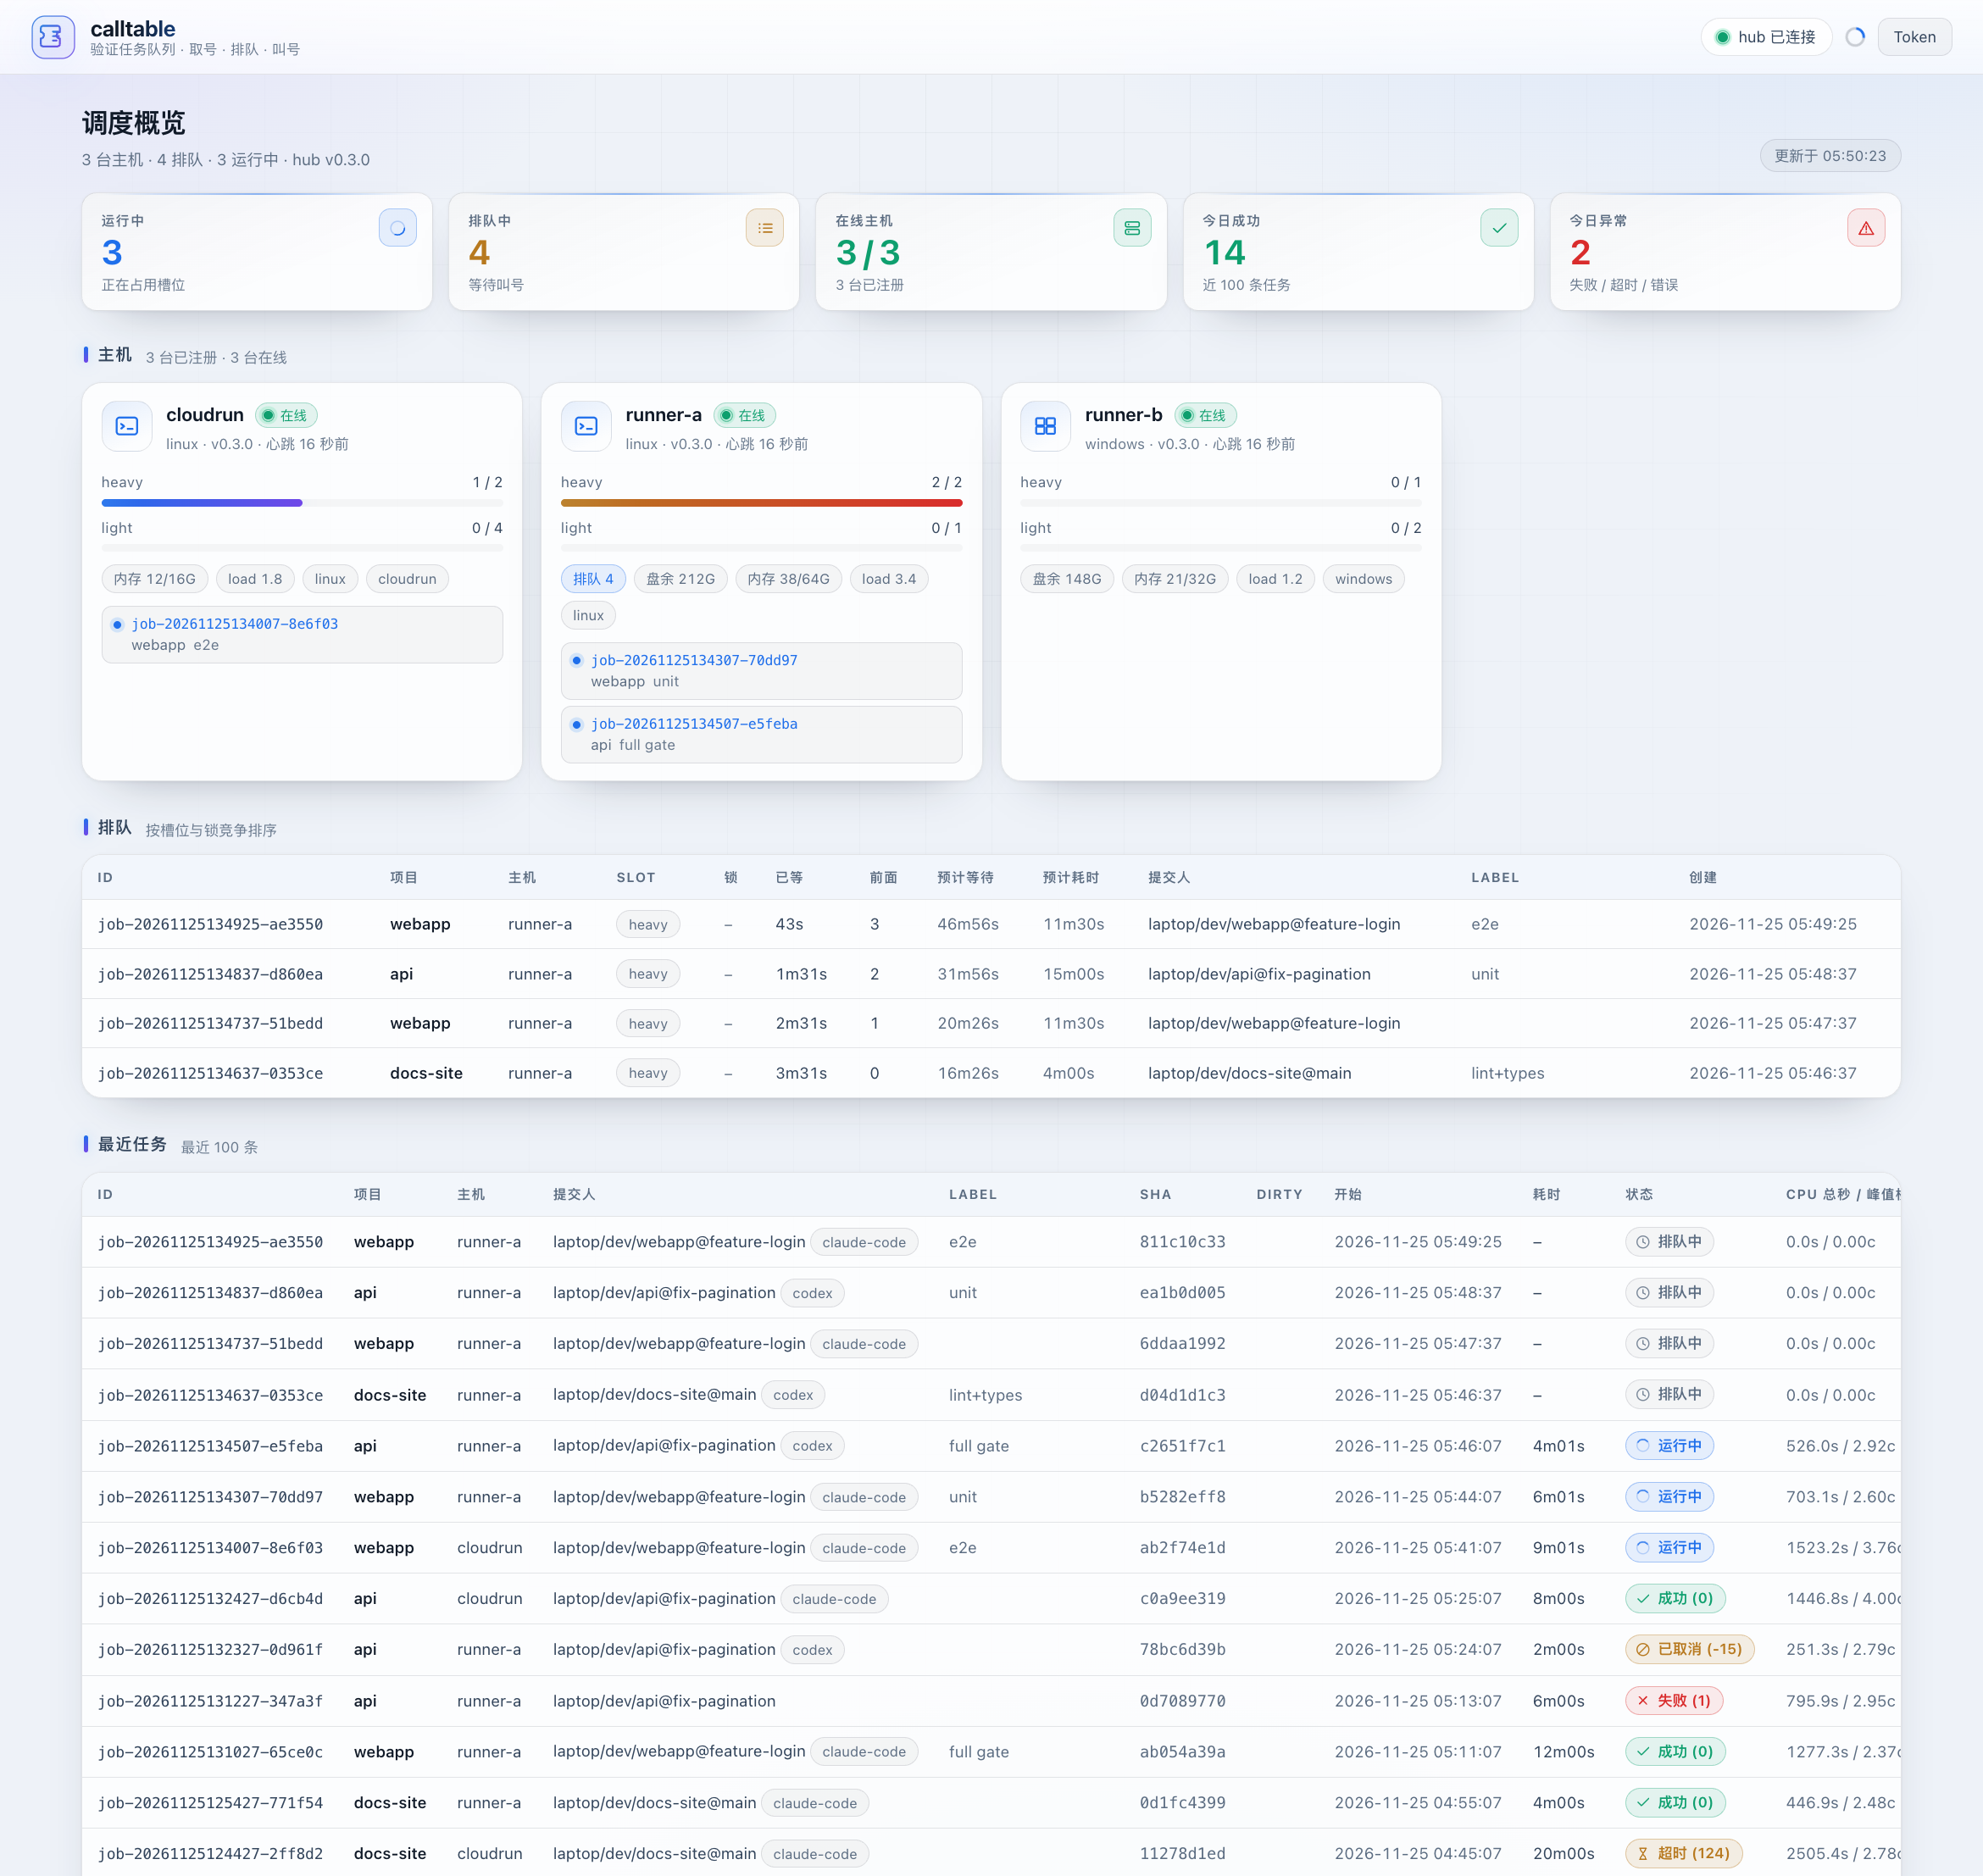 calltable
验证任务队列 · 取号 · 排队 · 叫号
hub 已连接
Token
调度概览
3 台主机 · 4 排队 · 3 运行中 · hub v0.3.0
更新于 05:50:23
运行中
3
正在占用槽位
排队中
4
等待叫号
在线主机
3/3
3 台已注册
今日成功
14
近 100 条任务
今日异常
2
失败 / 超时 / 错误
主机 3 台已注册 · 3 台在线
cloudrun 在线
linux · v0.3.0 · 心跳 16 秒前
heavy 1 / 2
light 0 / 4
内存 12/16G load 1.8 linux cloudrun
job-20261125134007-8e6f03
webapp e2e
runner-a 在线
linux · v0.3.0 · 心跳 16 秒前
heavy 2 / 2
light 0 / 1
排队 4 盘余 212G 内存 38/64G load 3.4
linux
job-20261125134307-70dd97
webapp unit
job-20261125134507-e5feba
api full gate
runner-b 在线
windows · v0.3.0 · 心跳 16 秒前
heavy 0 / 1
light 0 / 2
盘余 148G 内存 21/32G load 1.2 windows
排队 按槽位与锁竞争排序
ID 项目 主机 SLOT 锁 已等 前面 预计等待 预计耗时 提交人 LABEL 创建
job-20261125134925-ae3550 webapp runner-a heavy – 43s 3 46m56s 11m30s laptop/dev/webapp@feature-login e2e 2026-11-25 05:49:25
job-20261125134837-d860ea api runner-a heavy – 1m31s 2 31m56s 15m00s laptop/dev/api@fix-pagination unit 2026-11-25 05:48:37
job-20261125134737-51bedd webapp runner-a heavy – 2m31s 1 20m26s 11m30s laptop/dev/webapp@feature-login 2026-11-25 05:47:37
job-20261125134637-0353ce docs-site runner-a heavy – 3m31s 0 16m26s 4m00s laptop/dev/docs-site@main lint+types 2026-11-25 05:46:37
最近任务 最近 100 条
ID 项目 主机 提交人 LABEL SHA DIRTY 开始 耗时 状态 CPU 总秒 / 峰值
job-20261125134925-ae3550 webapp runner-a laptop/dev/webapp@feature-login claude-code e2e 811c10c33 2026-11-25 05:49:25 – 排队中 0.0s / 0.00c
job-20261125134837-d860ea api runner-a laptop/dev/api@fix-pagination codex unit ea1b0d005 2026-11-25 05:48:37 – 排队中 0.0s / 0.00c
job-20261125134737-51bedd webapp runner-a laptop/dev/webapp@feature-login claude-code 6ddaa1992 2026-11-25 05:47:37 – 排队中 0.0s / 0.00c
job-20261125134637-0353ce docs-site runner-a laptop/dev/docs-site@main codex lint+types d04d1d1c3 2026-11-25 05:46:37 – 排队中 0.0s / 0.00c
job-20261125134507-e5feba api runner-a laptop/dev/api@fix-pagination codex full gate c2651f7c1 2026-11-25 05:46:07 4m01s 运行中 526.0s / 2.92c
job-20261125134307-70dd97 webapp runner-a laptop/dev/webapp@feature-login claude-code unit b5282eff8 2026-11-25 05:44:07 6m01s 运行中 703.1s / 2.60c
job-20261125134007-8e6f03 webapp cloudrun laptop/dev/webapp@feature-login claude-code e2e ab2f74e1d 2026-11-25 05:41:07 9m01s 运行中 1523.2s / 3.76c
job-20261125132427-d6cb4d api cloudrun laptop/dev/api@fix-pagination claude-code c0a9ee319 2026-11-25 05:25:07 8m00s 成功 (0) 1446.8s / 4.00c
job-20261125132327-0d961f api runner-a laptop/dev/api@fix-pagination codex 78bc6d39b 2026-11-25 05:24:07 2m00s 已取消 (-15) 251.3s / 2.79c
job-20261125131227-347a3f api runner-a laptop/dev/api@fix-pagination 0d7089770 2026-11-25 05:13:07 6m00s 失败 (1) 795.9s / 2.95c
job-20261125131027-65ce0c webapp runner-a laptop/dev/webapp@feature-login claude-code full gate ab054a39a 2026-11-25 05:11:07 12m00s 成功 (0) 1277.3s / 2.37c
job-20261125125427-771f54 docs-site runner-a laptop/dev/docs-site@main claude-code 0d1fc4399 2026-11-25 04:55:07 4m00s 成功 (0) 446.9s / 2.48c
job-20261125124427-2ff8d2 docs-site cloudrun laptop/dev/docs-site@main claude-code 11278d1ed 2026-11-25 04:45:07 20m00s 超时 (124) 2505.4s / 2.78c